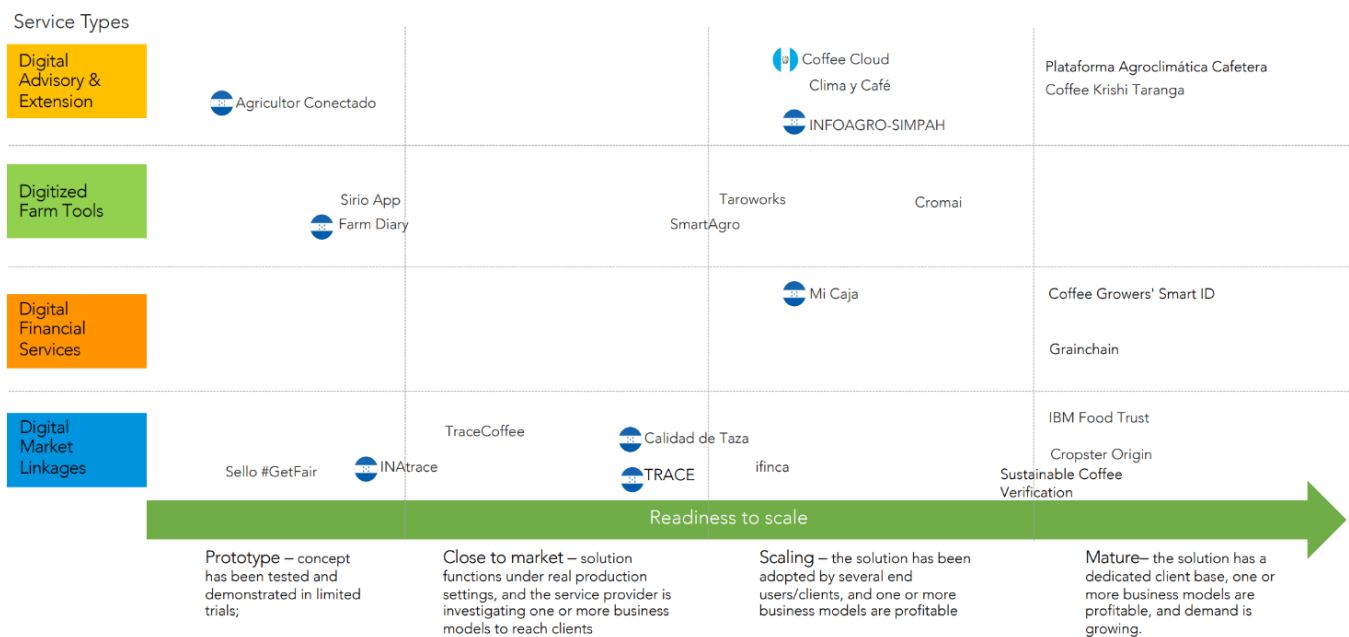 Service Types
Digital
Advisory &
Extension
Agricultor Conectado
Coffee Cloud
Clima y Café
INFOAGRO-SIMPAH
Plataforma Agroclimática Cafetera
Coffee Krishi Taranga
Digitized
Farm Tools
Sirio App
Farm Diary
SmartAgro
Taroworks
Cromai
Digital
Financial
Services
Mi Caja
Coffee Growers' Smart ID
Grainchain
Digital
Market
Linkages
Sello #GetFair
INAtrace
TraceCoffee
Calidad de Taza
TRACE
ifinca
IBM Food Trust
Cropster Origin
Sustainable Coffee
Verification
Readiness to scale
Prototype – concept
has been tested and
demonstrated in limited
trials;
Close to market – solution
functions under real production
settings, and the service provider is
investigating one or more business
models to reach clients
Scaling – the solution has been
adopted by several end
users/clients, and one or more
business models are profitable
Mature– the solution has a
dedicated client base, one or
more business models are
profitable, and demand is
growing.